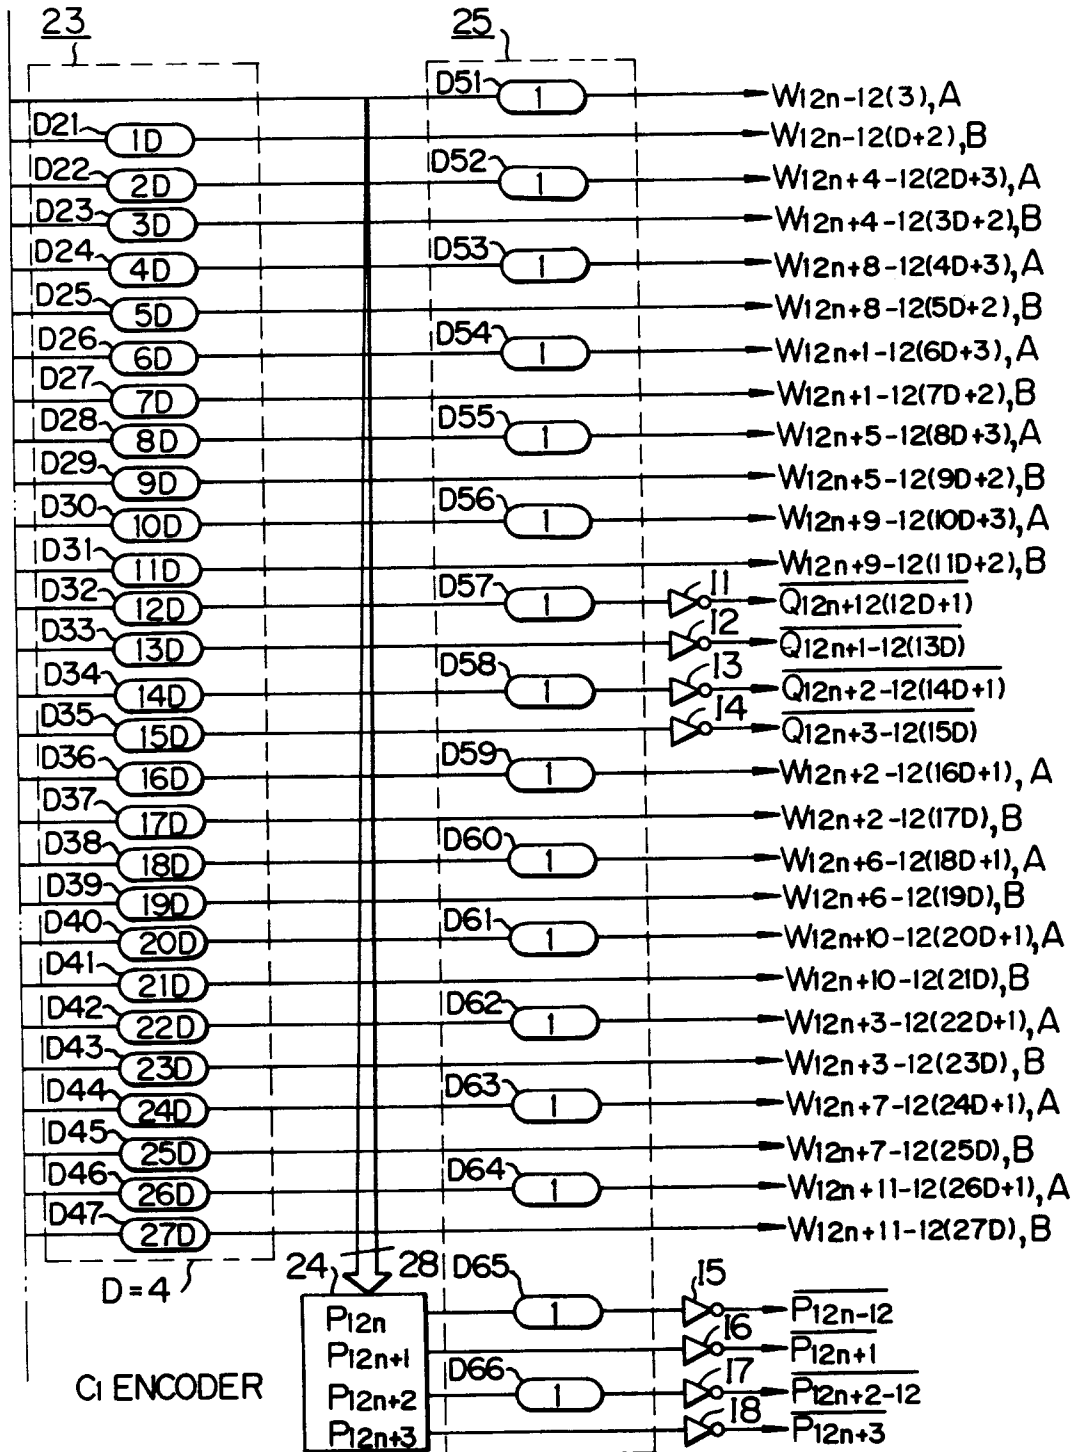 23 25
D51 1 W12n-12(3),A
D21 1D W12n-12(D+2),B
D22 2D D52 1 W12n+4-12(2D+3),A
D23 3D W12n+4-12(3D+2),B
D24 4D D53 1 W12n+8-12(4D+3),A
D25 5D W12n+8-12(5D+2),B
D26 6D D54 1 W12n+1-12(6D+3),A
D27 7D W12n+1-12(7D+2),B
D28 8D D55 1 W12n+5-12(8D+3),A
D29 9D W12n+5-12(9D+2),B
D30 10D D56 1 W12n+9-12(10D+3),A
D31 11D W12n+9-12(11D+2),B
D32 12D D57 1 I1 Q12n+12(12D+1)
D33 13D I2 Q12n+1-12(13D)
D34 14D D58 1 I3 Q12n+2-12(14D+1)
D35 15D I4 Q12n+3-12(15D)
D36 16D D59 1 W12n+2-12(16D+1),A
D37 17D W12n+2-12(17D),B
D38 18D D60 1 W12n+6-12(18D+1),A
D39 19D W12n+6-12(19D),B
D40 20D D61 1 W12n+10-12(20D+1),A
D41 21D W12n+10-12(21D),B
D42 22D D62 1 W12n+3-12(22D+1),A
D43 23D W12n+3-12(23D),B
D44 24D D63 1 W12n+7-12(24D+1),A
D45 25D W12n+7-12(25D),B
D46 26D D64 1 W12n+11-12(26D+1),A
D47 27D W12n+11-12(27D),B
D=4 24 28
P12n D65 1 I5 P12n-12
P12n+1 I6 P12n+1
P12n+2 D66 1 I7 P12n+2-12
P12n+3 I8 P12n+3
C1 ENCODER